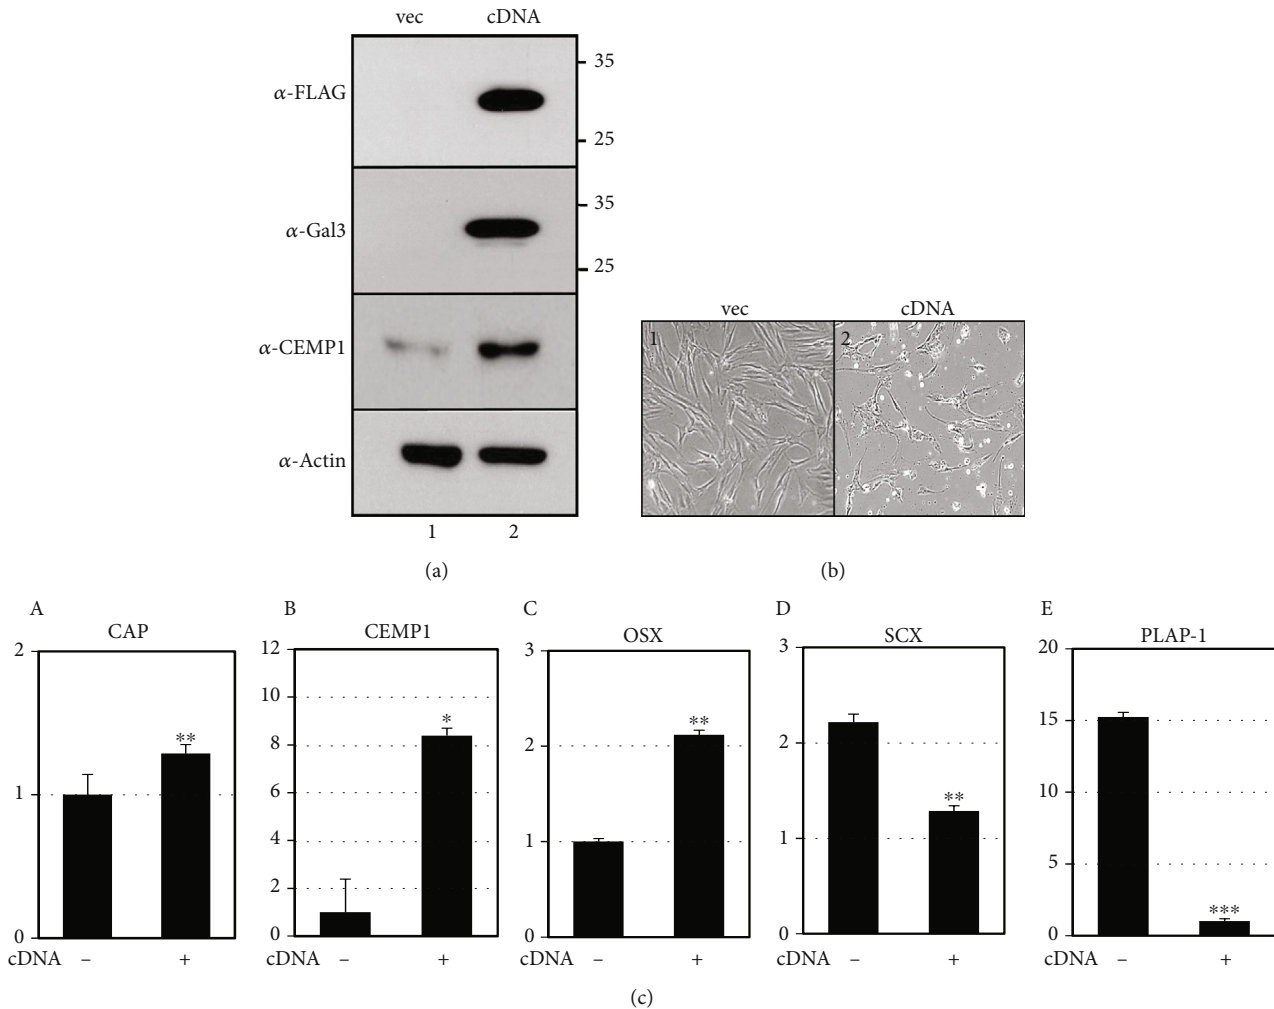 vec cDNA
α-FLAG
35
25
α-Gal3
35
25
α-CEMP1
α-Actin
1 2
(a)
vec cDNA
1 2
(b)
A
CAP
2
1
0
cDNA – +
**
B
CEMP1
12
10
8
6
4
2
0
cDNA – +
*
C
OSX
3
2
1
0
cDNA – +
**
D
SCX
3
2
1
0
cDNA – +
**
E
PLAP-1
20
15
10
5
0
cDNA – +
***
(c)